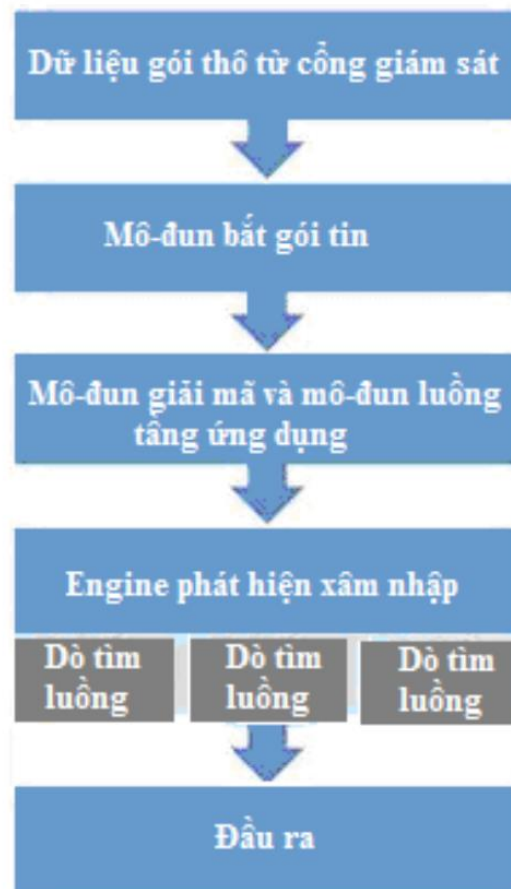 Dữ liệu gói thô từ cổng giám sát
Mô-đun bắt gói tin
Mô-đun giải mã và mô-đun luồng
tầng ứng dụng
Engine phát hiện xâm nhập
Dò tìm
luồng
Dò tìm
luồng
Dò tìm
luồng
Đầu ra